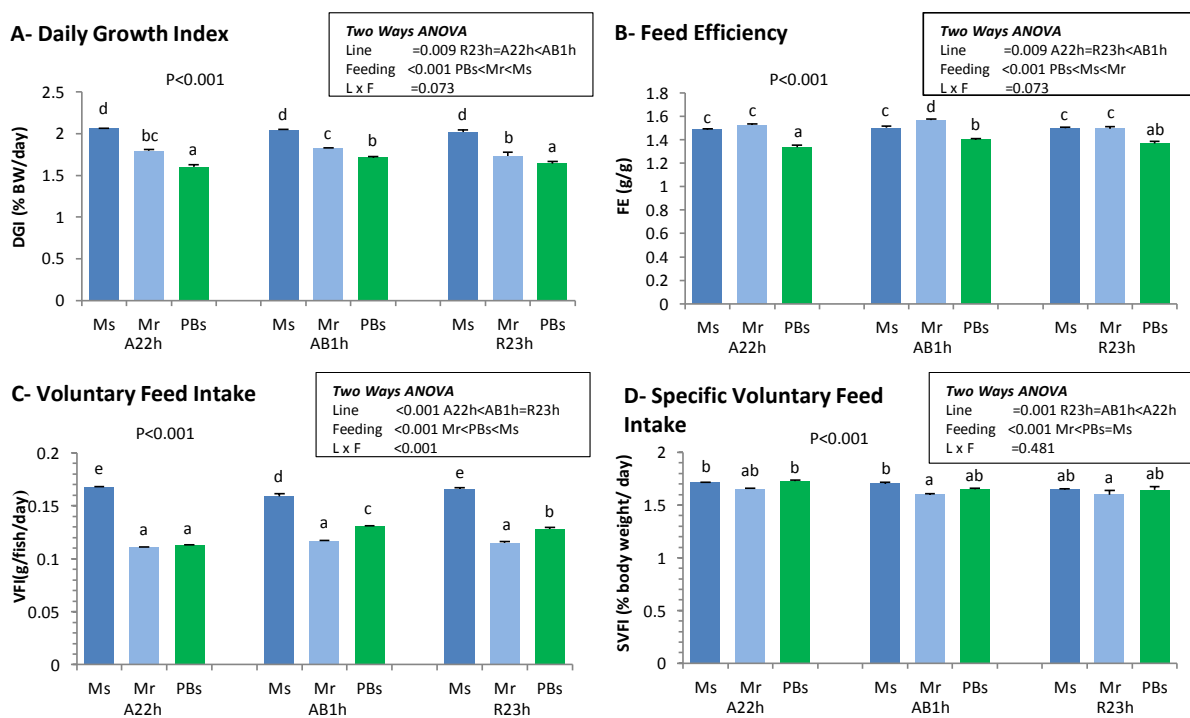 A- Daily Growth Index
Two Ways ANOVA
Line =0.009 R23h=A22h<AB1h
Feeding <0.001 PBs<Mr<Ms
L x F =0.073
P<0.001
DGI (% BW/day)
2.5
2
1.5
1
0.5
0
d bc a d c b d b a
Ms Mr PBs Ms Mr PBs Ms Mr PBs
A22h AB1h R23h
B- Feed Efficiency
Two Ways ANOVA
Line =0.009 A22h=R23h<AB1h
Feeding <0.001 PBs<Ms<Mr
L x F =0.073
P<0.001
FE (g/g)
1.8
1.6
1.4
1.2
1
0.8
0.6
0.4
0.2
0
c c a c d b c c ab
Ms Mr PBs Ms Mr PBs Ms Mr PBs
A22h AB1h R23h
C- Voluntary Feed Intake
Two Ways ANOVA
Line <0.001 A22h<AB1h=R23h
Feeding <0.001 Mr<PBs<Ms
L x F <0.001
P<0.001
VFI(g/fish/day)
0.2
0.15
0.1
0.05
0
e a a d a c e a b
Ms Mr PBs Ms Mr PBs Ms Mr PBs
A22h AB1h R23h
D- Specific Voluntary Feed
Intake
Two Ways ANOVA
Line =0.001 R23h=AB1h<A22h
Feeding <0.001 Mr<PBs=Ms
L x F =0.481
P<0.001
SVFI (% body weight/ day)
2
1.5
1
0.5
0
b ab b b a ab ab a ab
Ms Mr PBs Ms Mr PBs Ms Mr PBs
A22h AB1h R23h